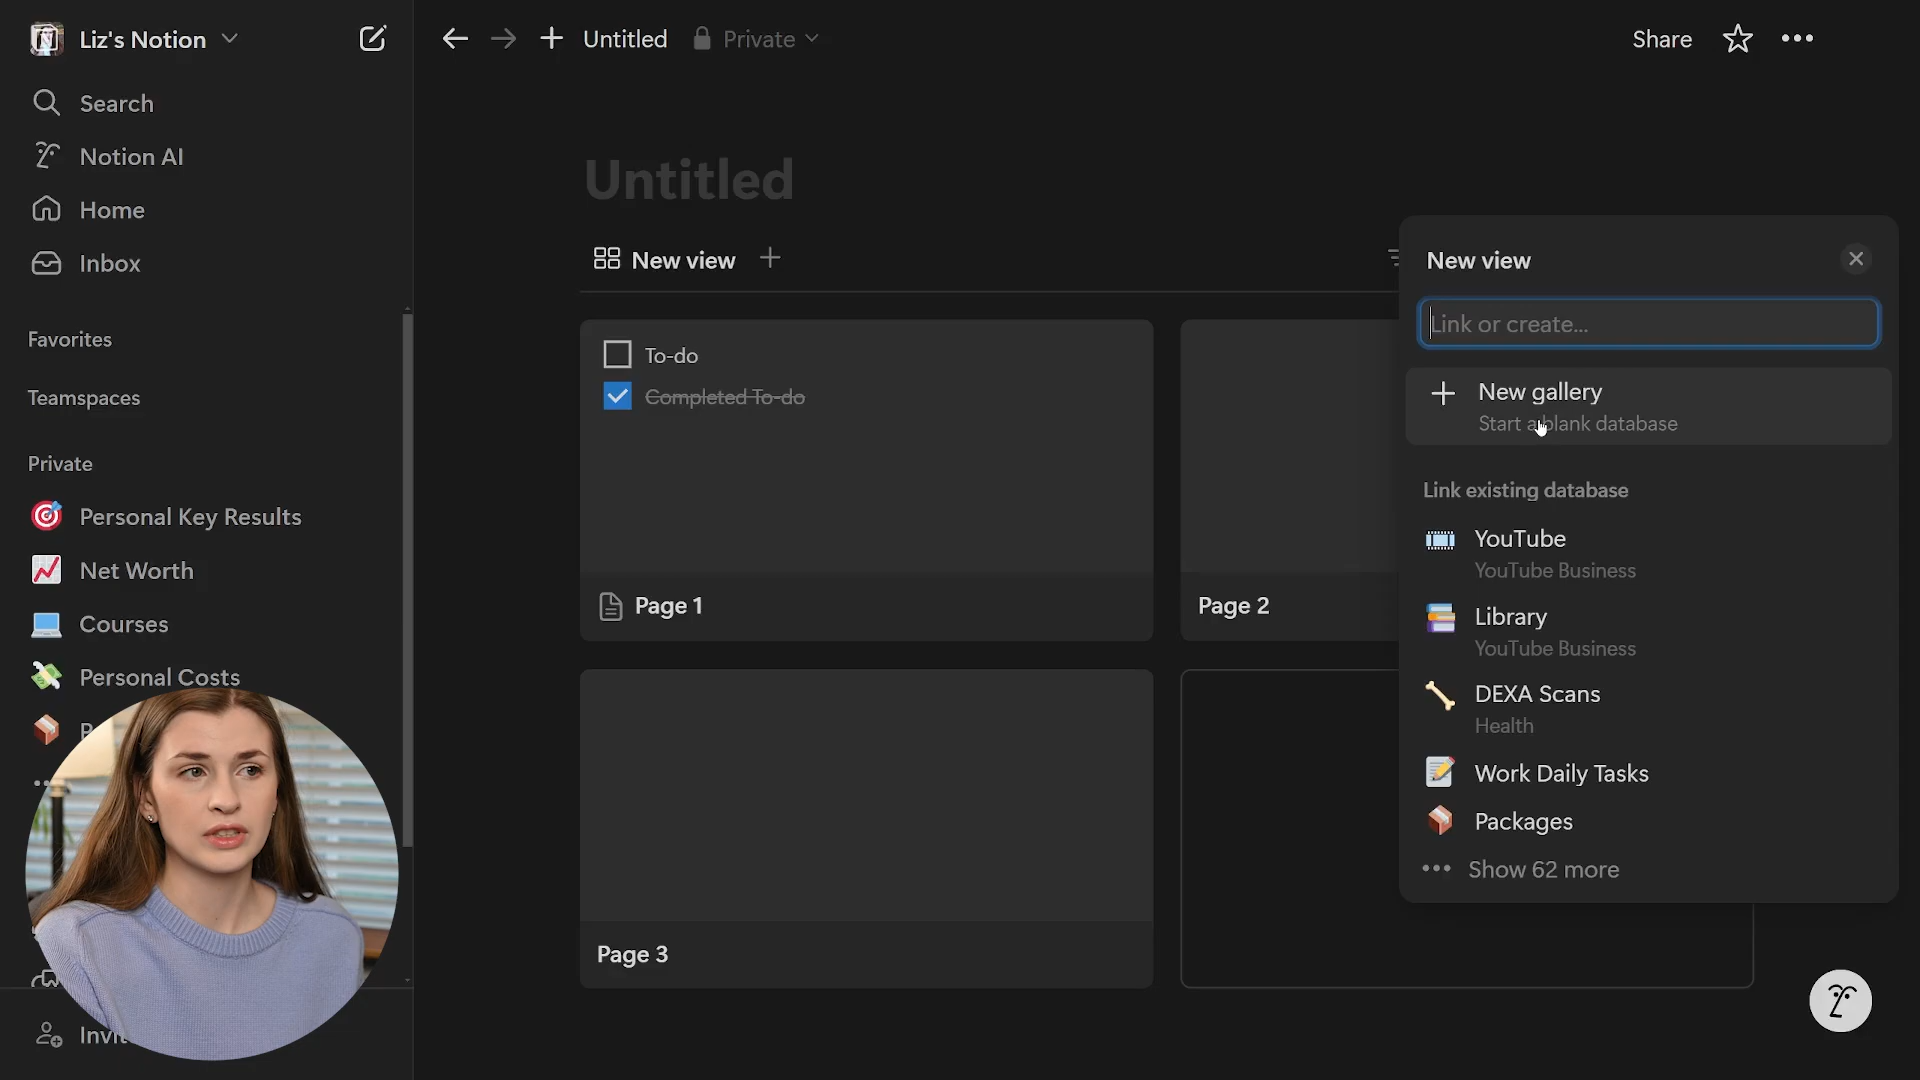 Liz's Notion
Search
Notion AI
Home
Inbox
Favorites
Teamspaces
Private
Personal Key Results
Net Worth
Courses
Personal Costs
Untitled
Private
Share
Untitled
New view
To-do
Completed To-do
Page 1
Page 2
Page 3
New view
Link or create...
New gallery
Start a blank database
Link existing database
YouTube
YouTube Business
Library
YouTube Business
DEXA Scans
Health
Work Daily Tasks
Packages
Show 62 more